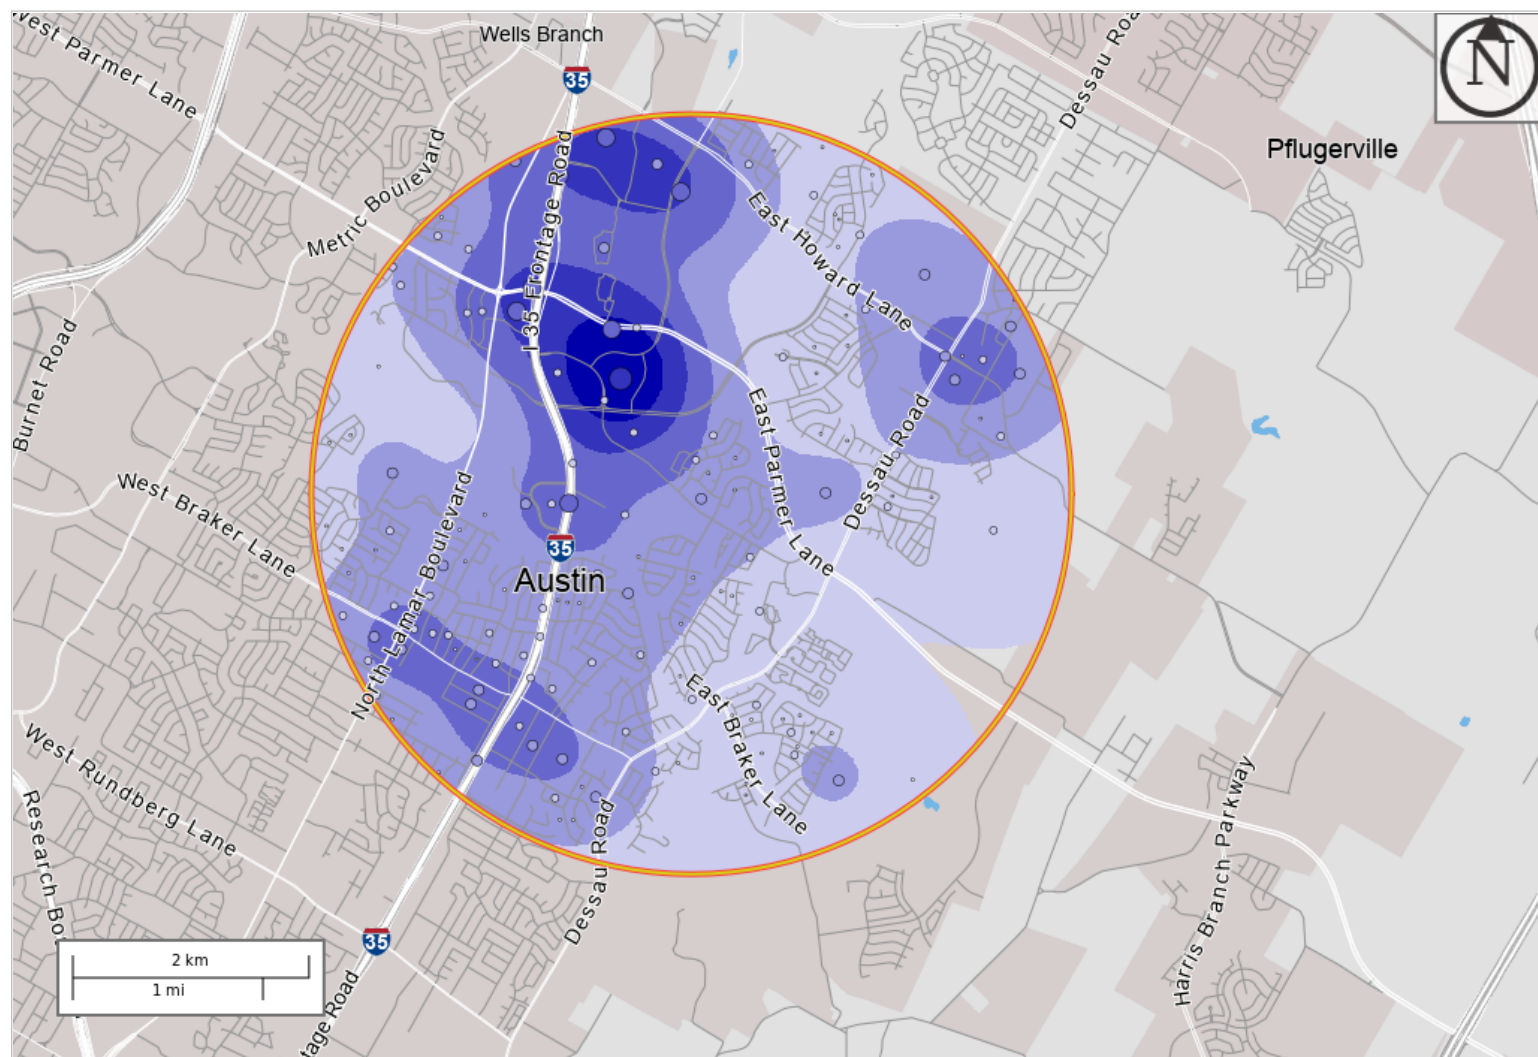 Wells Branch
35
West Parmer Lane
Dessau Roa
N
Pflugerville
Metric Boulevard
I 35 Frontage Road
East Howard Lane
Burnet Road
East Parmer Lane
Dessau Road
West Braker Lane
North Lamar Boulevard
35
Austin
East Braker Lane
West Rundberg Lane
Research Bo
Dessau Road
Harris Branch Parkway
35
2 km
1 mi
tage Road